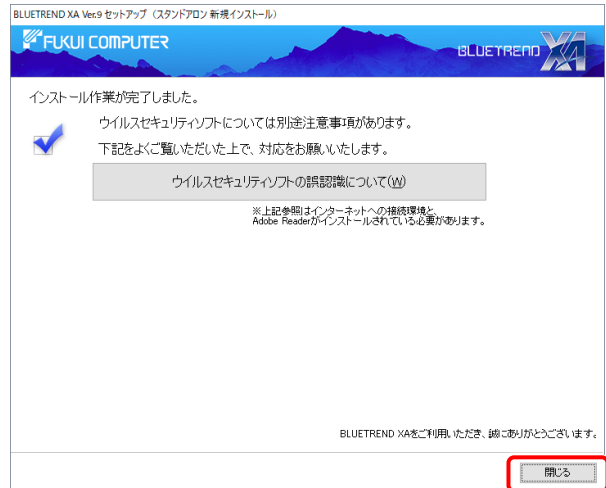 BLUETREND XA Ver.9 セットアップ（スタンドアロン 新規インストール）
FUKUI COMPUTER
BLUETREND XA
インストール作業が完了しました。
ウイルスセキュリティソフトについては別途注意事項があります。
下記をよくご覧いただいた上で、対応をお願いいたします。
ウイルスセキュリティソフトの誤認識について(W)
※上記参照はインターネットへの接続環境と、
Adobe Readerがインストールされている必要があります。
BLUETREND XAをご利用いただき、誠にありがとうございます。
閉じる